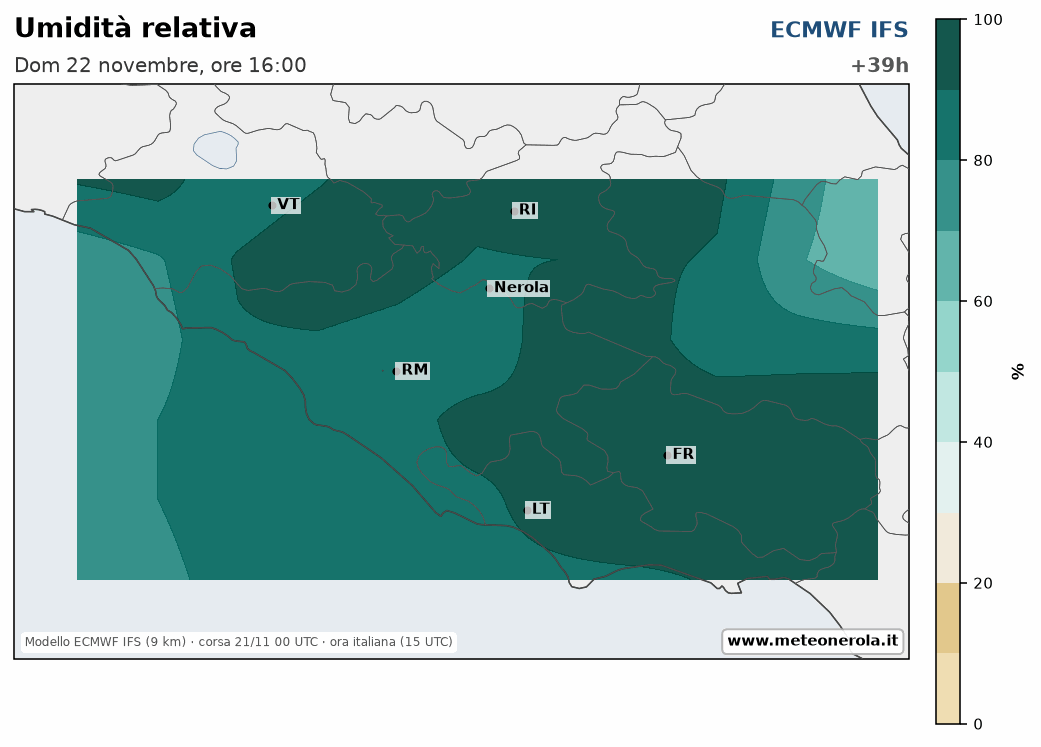 Umidità relativa
ECMWF IFS
Dom 22 novembre, ore 16:00
+39h
VT
RI
Nerola
RM
FR
LT
Modello ECMWF IFS (9 km) · corsa 21/11 00 UTC · ora italiana (15 UTC)
www.meteonerola.it
100
80
60
40
20
0
%